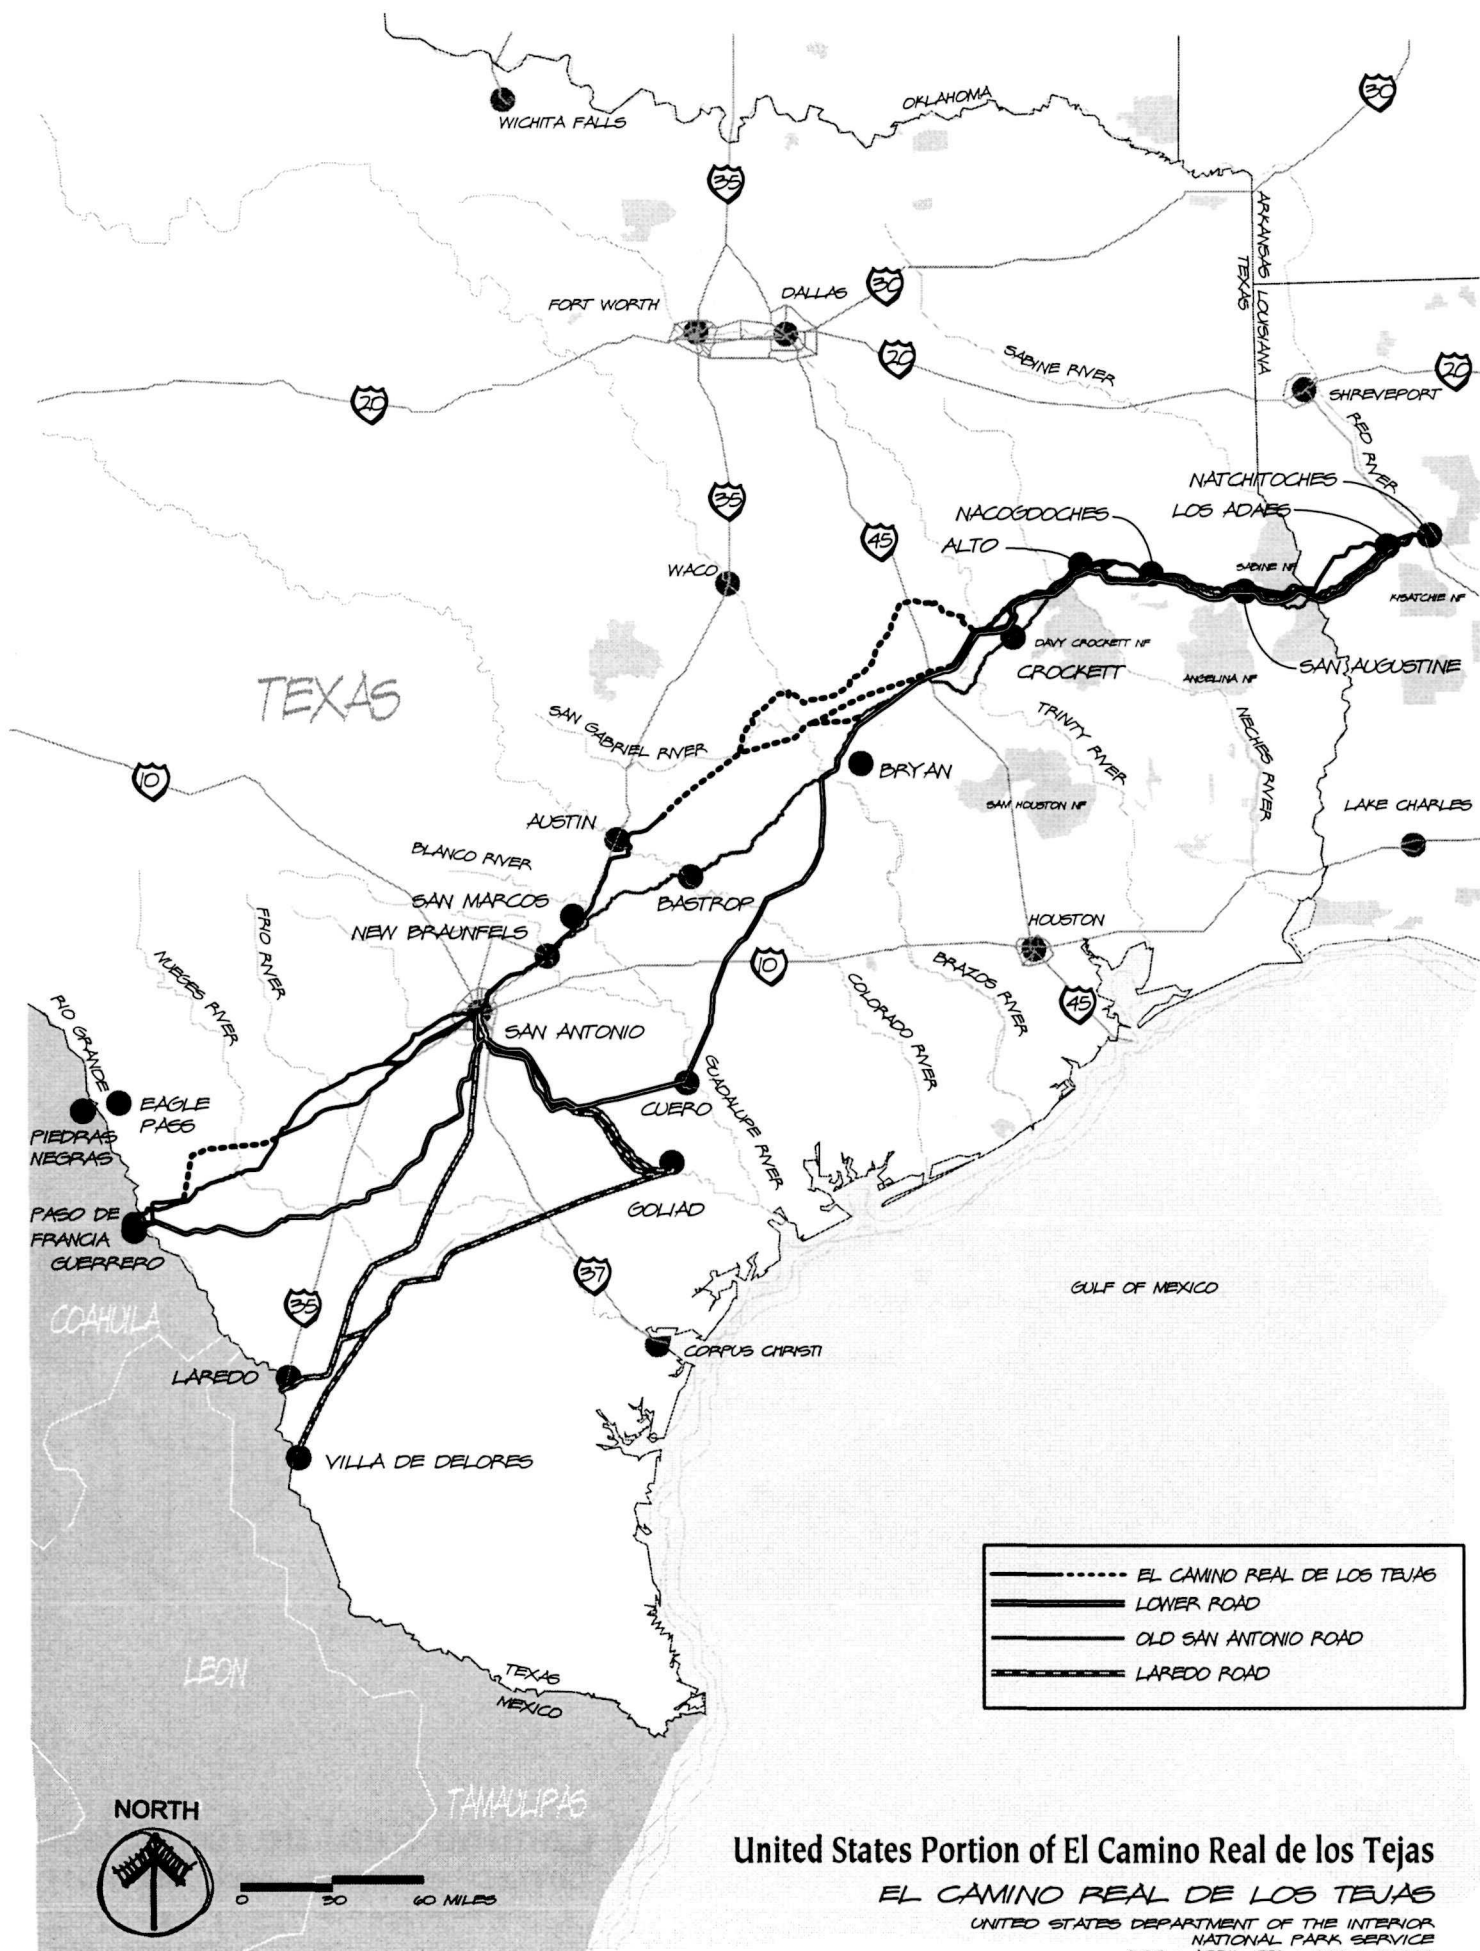 WICHITA FALLS
OKLAHOMA
30
35
ARKANSAS
TEXAS
LOUISIANA
FORT WORTH
DALLAS
30
20
SABINE RIVER
20
20
SHREVEPORT
RED RIVER
35
NATCHITOCHES
LOS ADAES
NACOGDOCHES
ALTO
45
WACO
SABINE NF
KISATCHIE NF
DAVY CROCKETT NF
CROCKETT
ANGELINA NF
SAN AUGUSTINE
TEXAS
SAN GABRIEL RIVER
TRINITY RIVER
NECHES RIVER
10
BRYAN
SAM HOUSTON NF
LAKE CHARLES
AUSTIN
BLANCO RIVER
SAN MARCOS
BASTROP
NEW BRAUNFELS
HOUSTON
FRIO RIVER
NUECES RIVER
10
BRAZOS RIVER
COLORADO RIVER
45
RIO GRANDE
SAN ANTONIO
GUADALUPE RIVER
EAGLE
PASS
CUERO
PIEDRAS
NEGRAS
PASO DE
FRANCIA
GUERRERO
GOLIAD
37
35
GULF OF MEXICO
COAHUILA
CORPUS CHRISTI
LAREDO
VILLA DE DELORES
EL CAMINO REAL DE LOS TEJAS
LOWER ROAD
OLD SAN ANTONIO ROAD
LAREDO ROAD
LEON
TEXAS
MEXICO
TAMAULIPAS
NORTH
0 30 60 MILES
United States Portion of El Camino Real de los Tejas
EL CAMINO REAL DE LOS TEJAS
UNITED STATES DEPARTMENT OF THE INTERIOR
NATIONAL PARK SERVICE